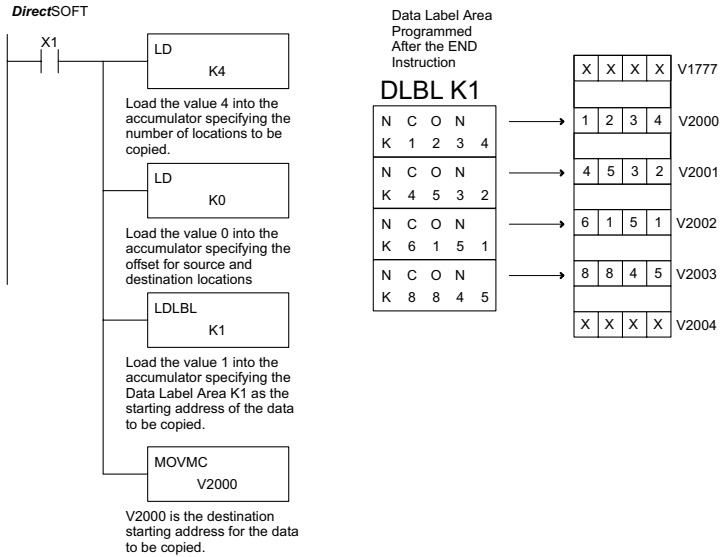 DirectSOFT
X1
LD
K4
Load the value 4 into the
accumulator specifying the
number of locations to be
copied.
LD
K0
Load the value 0 into the
accumulator specifying the
offset for source and
destination locations
LDLBL
K1
Load the value 1 into the
accumulator specifying the
Data Label Area K1 as the
starting address of the data
to be copied.
MOVMC
V2000
V2000 is the destination
starting address for the data
to be copied.
Data Label Area
Programmed
After the END
Instruction
DLBL K1
N C O N
K 1 2 3 4
N C O N
K 4 5 3 2
N C O N
K 6 1 5 1
N C O N
K 8 8 4 5
X X X X V1777
1 2 3 4 V2000
4 5 3 2 V2001
6 1 5 1 V2002
8 8 4 5 V2003
X X X X V2004